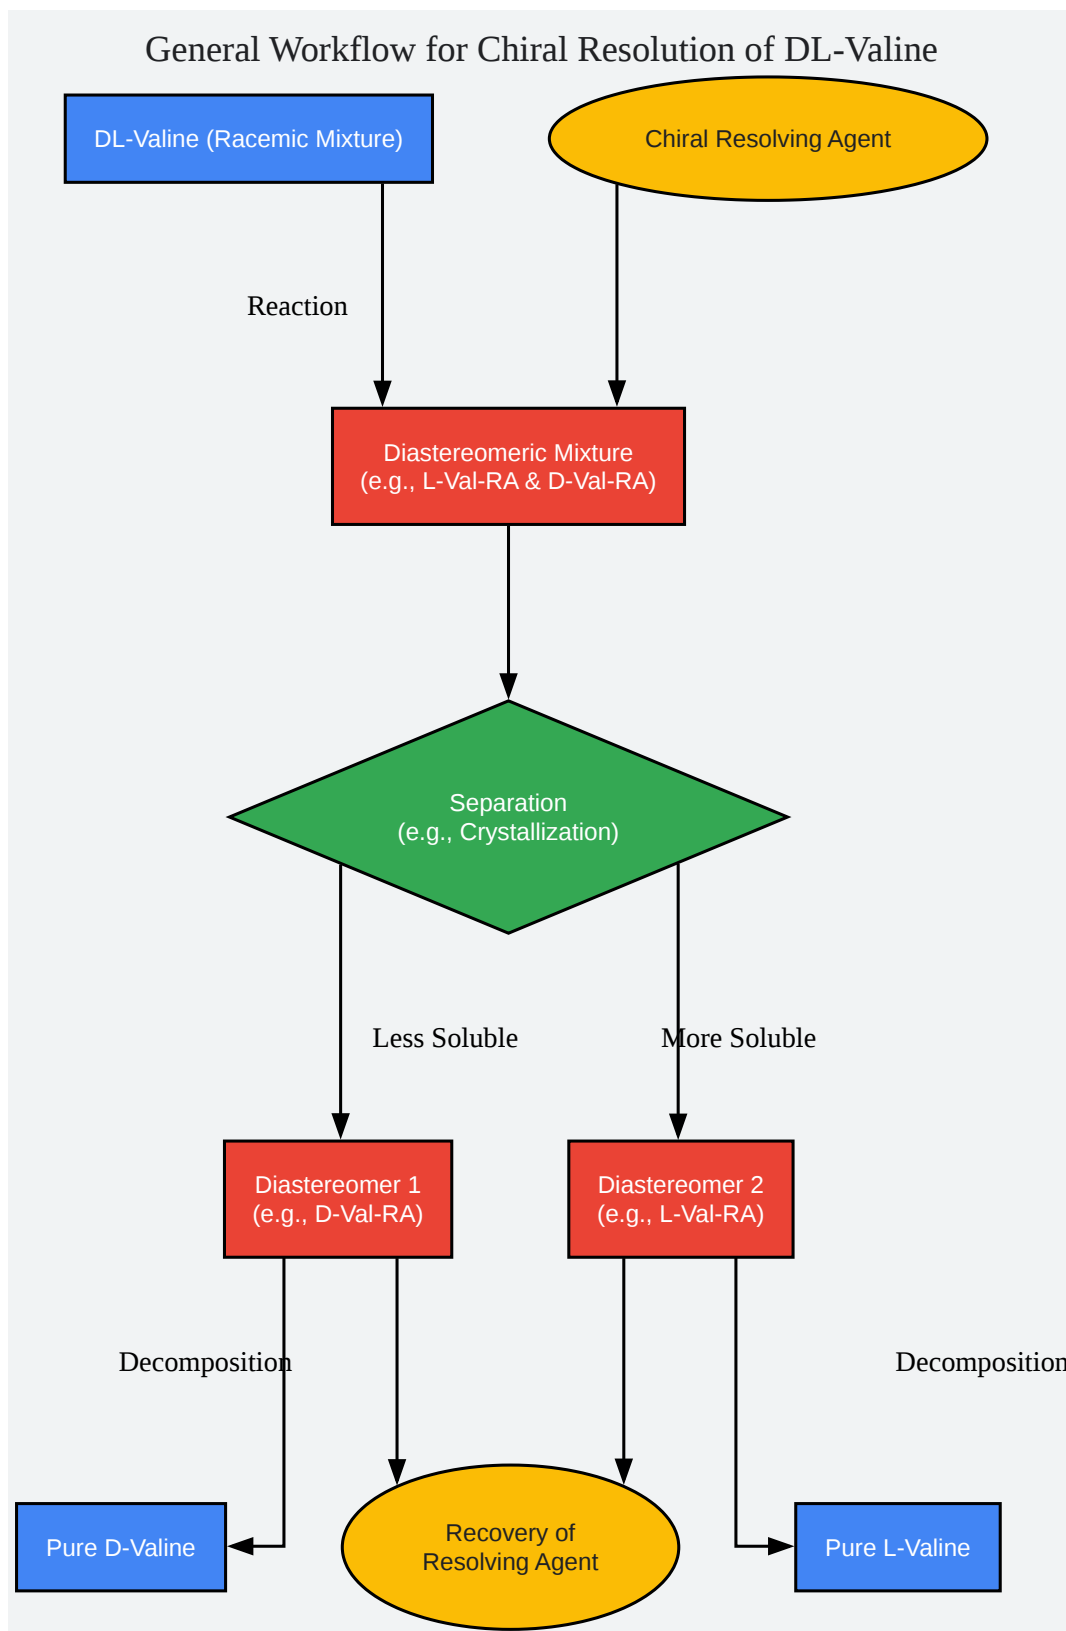 General Workflow for Chiral Resolution of DL-Valine
DL-Valine (Racemic Mixture)
Chiral Resolving Agent
Reaction
Diastereomeric Mixture
(e.g., L-Val-RA & D-Val-RA)
Separation
(e.g., Crystallization)
Less Soluble
More Soluble
Diastereomer 1
(e.g., D-Val-RA)
Diastereomer 2
(e.g., L-Val-RA)
Decomposition
Decomposition
Pure D-Valine
Recovery of
Resolving Agent
Pure L-Valine